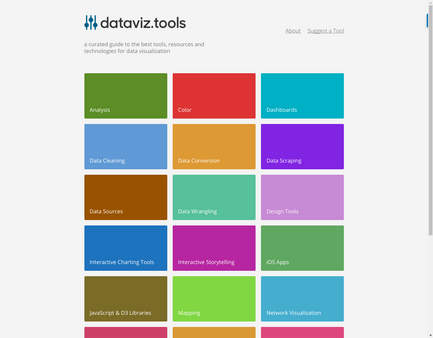 dataviz.tools
About Suggest a Tool
a curated guide to the best tools, resources and
technologies for data visualization
Analysis
Color
Dashboards
Data Cleaning
Data Conversion
Data Scraping
Data Sources
Data Wrangling
Design Tools
Interactive Charting Tools
Interactive Storytelling
iOS Apps
JavaScript & D3 Libraries
Mapping
Network Visualisation